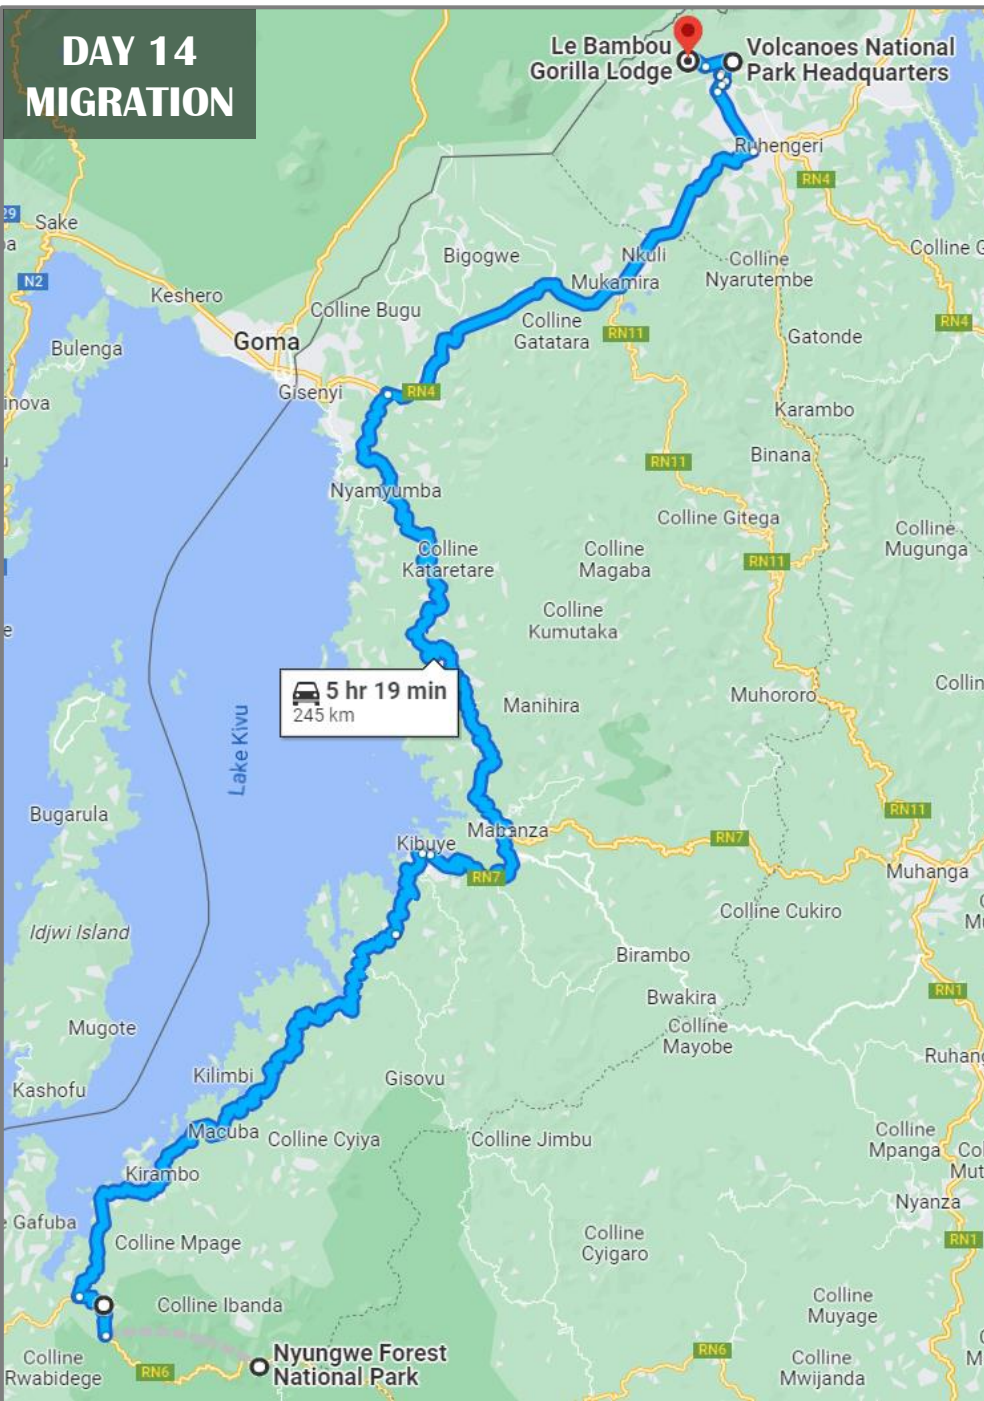 DAY 14
MIGRATION
Le Bambou
Gorilla Lodge
Volcanoes National
Park Headquarters
Ruhengeri
RN4
29
Sake
Colline G
Bigogwe
Nkuli
Colline
Nyarutembe
N2
Mukamira
Keshero
Colline Bugu
Colline
Gatatara
RN11
RN4
Goma
Gatonde
Bulenga
Gisenyi
RN4
inova
Karambo
Binana
RN11
Nyamyumba
Colline Gitega
Colline
Mugunga
Colline
Kataretare
Colline
Magaba
RN11
Colline
Kumutaka
5 hr 19 min
245 km
Manihira
Muhororo
Collin
Lake Kivu
Bugarula
RN11
Mabanza
RN7
Kibuye
RN7
Muhanga
Colline Cukiro
Idjwi Island
Birambo
RN1
Bwakira
Mugote
Colline
Mayobe
Ruhang
Kilimbi
Gisovu
Kashofu
Macuba
Colline Cyiya
Colline Jimbu
Colline
Mpanga
Kirambo
Nyanza
Gafuba
Colline Mpage
Colline
Cyigaro
RN1
Colline Ibanda
Colline
Muyage
Nyungwe Forest
National Park
Colline
Rwabidege
RN6
RN6
Colline
Mwijanda